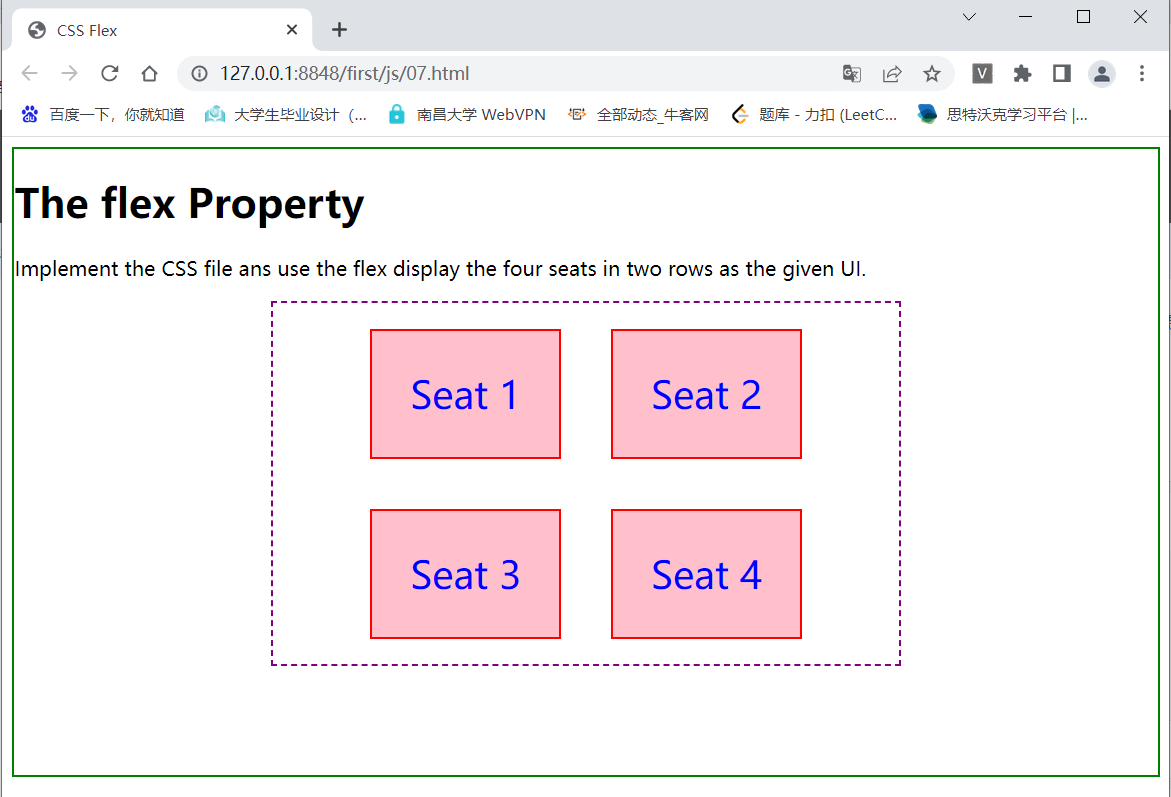 CSS Flex
127.0.0.1:8848/first/js/07.html
V
百度一下，你就知道 大学生毕业设计（... 南昌大学 WebVPN 全部动态_牛客网 题库 - 力扣 (LeetC... 思特沃克学习平台 |...
The flex Property
Implement the CSS file ans use the flex display the four seats in two rows as the given UI.
Seat 1 Seat 2
Seat 3 Seat 4